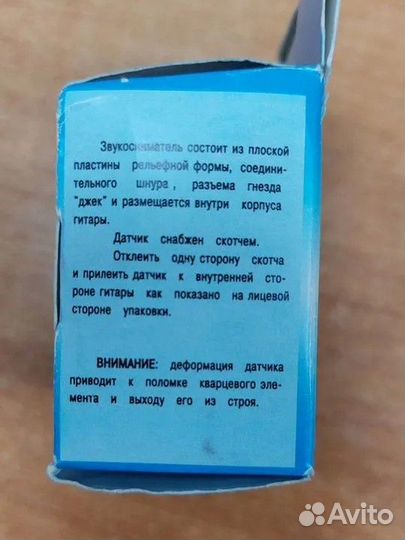 Звукосниматель состоит из плоской
пластины рельефной формы, соедини-
тельного шнура , разъема гнезда
"джек" и размещается внутри корпуса
гитары.
Датчик снабжен скотчем.
Отклеить одну сторону скотча
и прилеить датчик к внутренней сто-
роне гитары как показано на лицевой
стороне упаковки.
ВНИМАНИЕ: деформация датчика
приводит к поломке кварцевого эле-
мента и выходу его из строя.
Avito